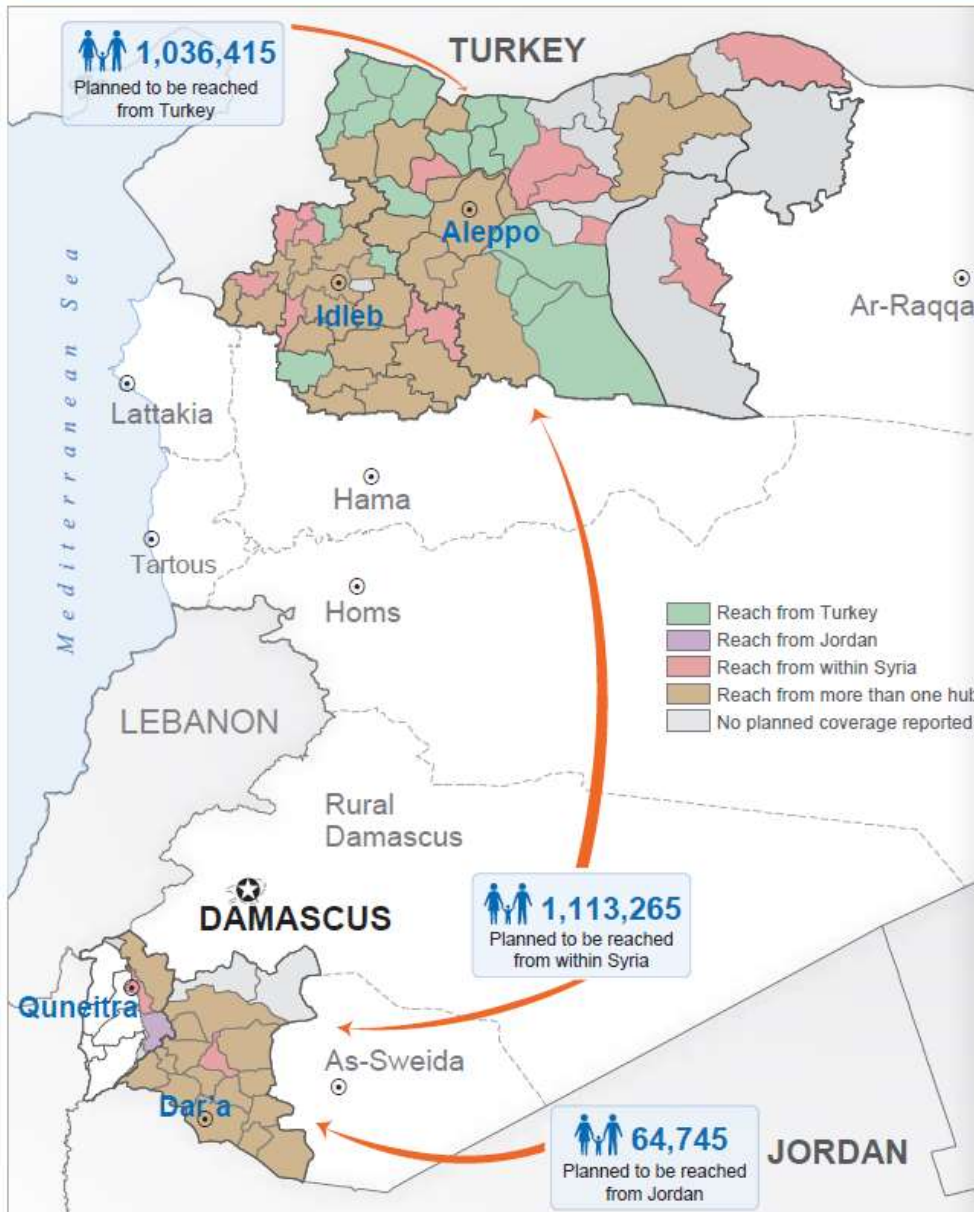 1,036,415
Planned to be reached
from Turkey
TURKEY
Aleppo
Idleb
Ar-Raqqa
Mediterranean Sea
Lattakia
Hama
Tartous
Homs
Reach from Turkey
Reach from Jordan
Reach from within Syria
Reach from more than one hub
No planned coverage reported
LEBANON
Rural
Damascus
DAMASCUS
1,113,265
Planned to be reached
from within Syria
Quneitra
As-Sweida
Dar'a
64,745
Planned to be reached
from Jordan
JORDAN